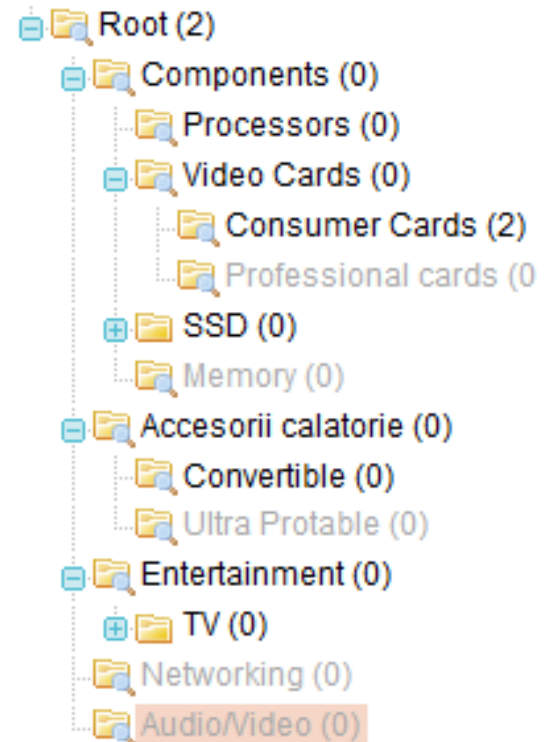 Root (2)
Components (0)
Processors (0)
Video Cards (0)
Consumer Cards (2)
Professional cards (0
SSD (0)
Memory (0)
Accesorii calatorie (0)
Convertible (0)
Ultra Protable (0)
Entertainment (0)
TV (0)
Networking (0)
Audio/Video (0)